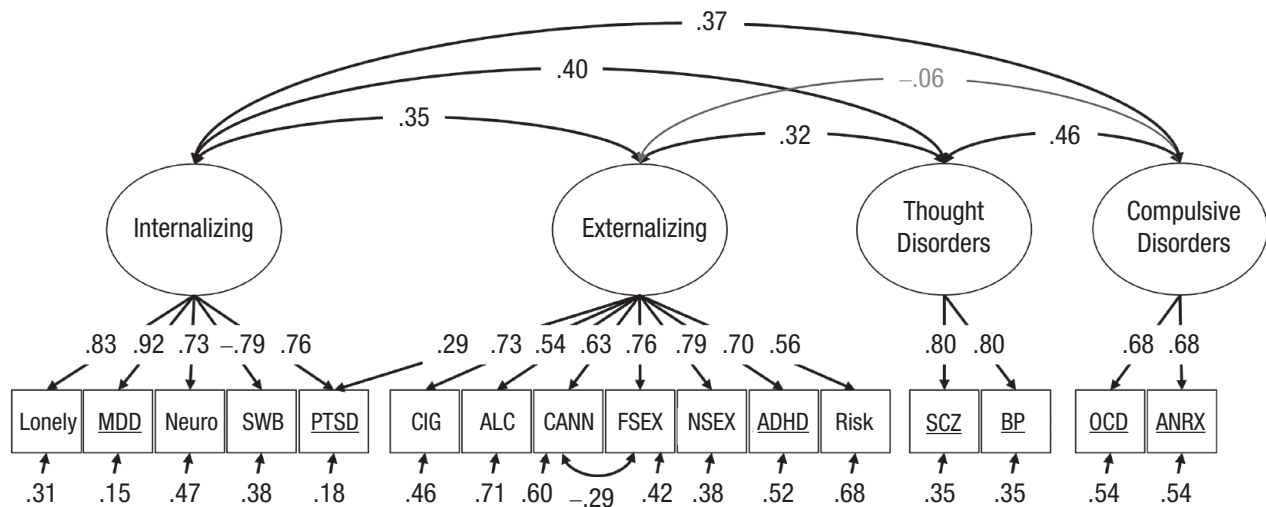 .37
.40
–.06
.35
.32
.46
Internalizing
Externalizing
Thought
Disorders
Compulsive
Disorders
.83 .92 .73 –.79 .76 .29 .73 .54 .63 .76 .79 .70 .56 .80 .80 .68 .68
Lonely MDD Neuro SWB PTSD CIG ALC CANN FSEX NSEX ADHD Risk SCZ BP OCD ANRX
.31 .15 .47 .38 .18 .46 .71 .60 –.29 .42 .38 .52 .68 .35 .35 .54 .54